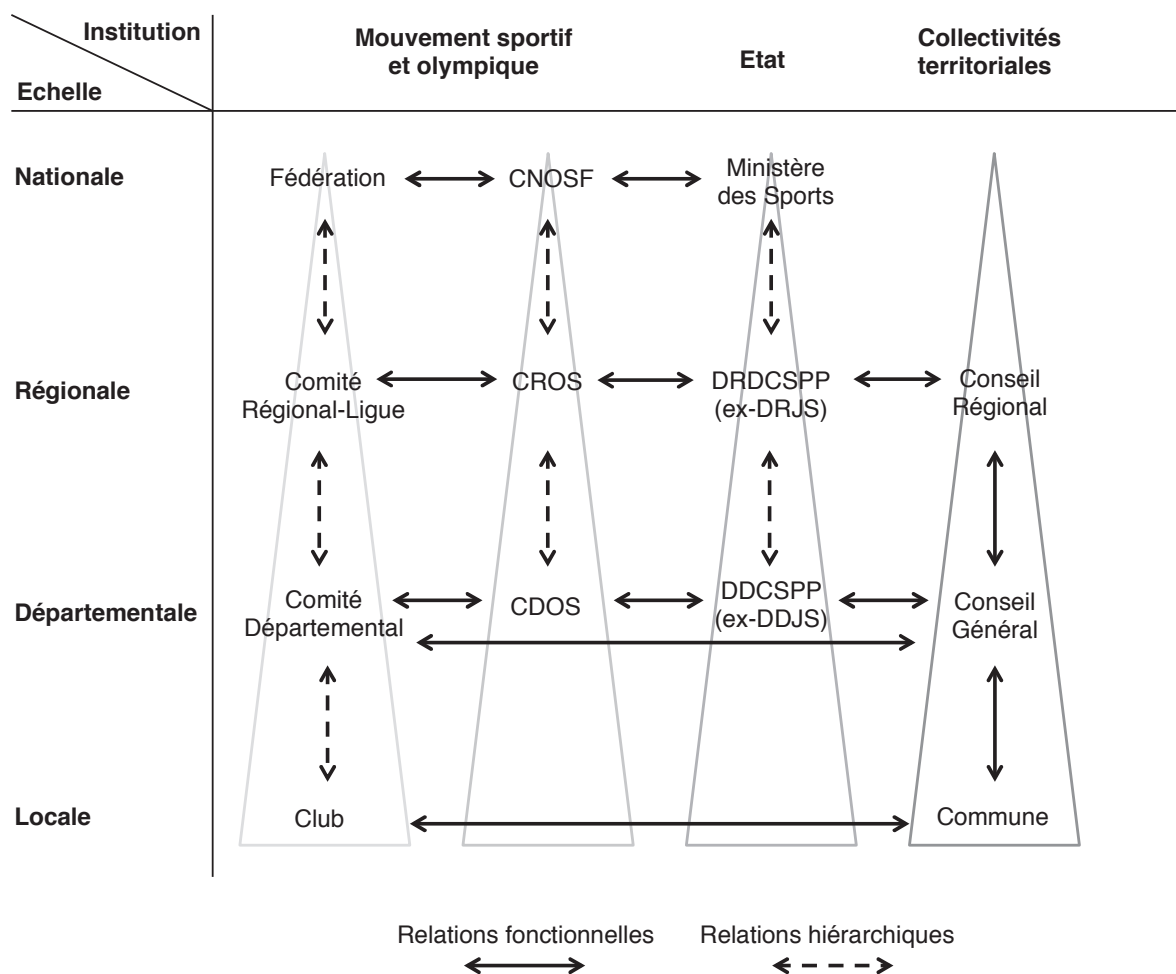 Institution
Echelle
Mouvement sportif
et olympique
Etat
Collectivités
territoriales
Nationale
Fédération
CNOSF
Ministère
des Sports
Régionale
Comité
Régional-Ligue
CROS
DRDCSPP
(ex-DRJS)
Conseil
Régional
Départementale
Comité
Départemental
CDOS
DDCSPP
(ex-DDJS)
Conseil
Général
Locale
Club
Commune
Relations fonctionnelles
Relations hiérarchiques